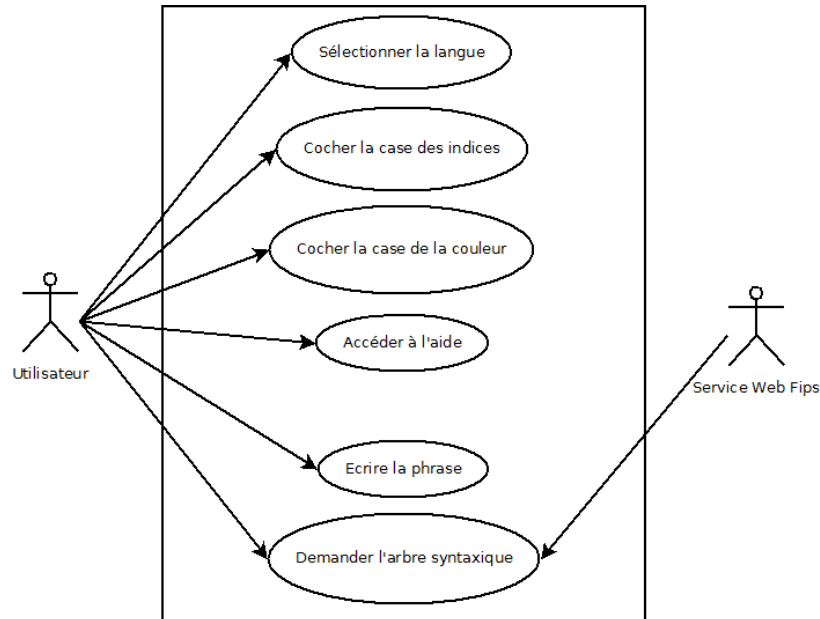 Sélectionner la langue
Cocher la case des indices
Cocher la case de la couleur
Accéder à l'aide
Utilisateur
Service Web Fips
Ecrire la phrase
Demander l'arbre syntaxique